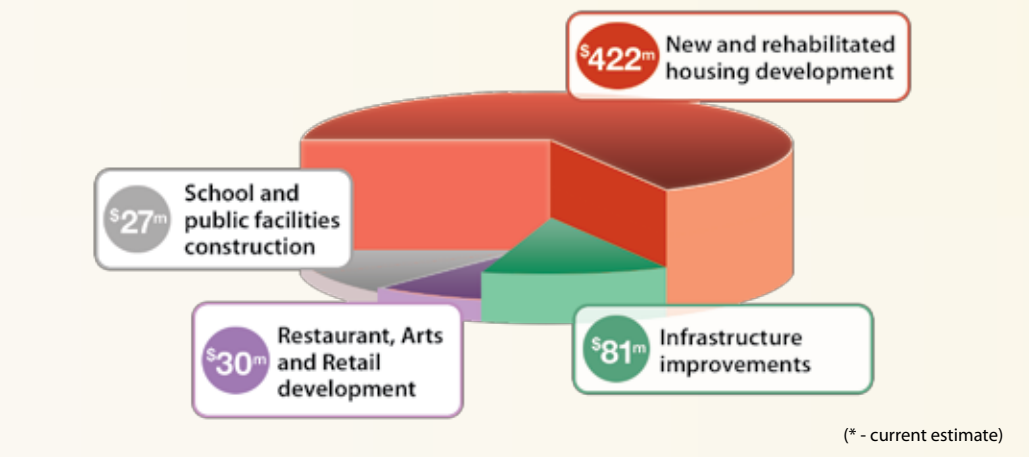 $422m New and rehabilitated
housing development
$27m School and
public facilities
construction
$30m Restaurant, Arts
and Retail
development
$81m Infrastructure
improvements
(* - current estimate)